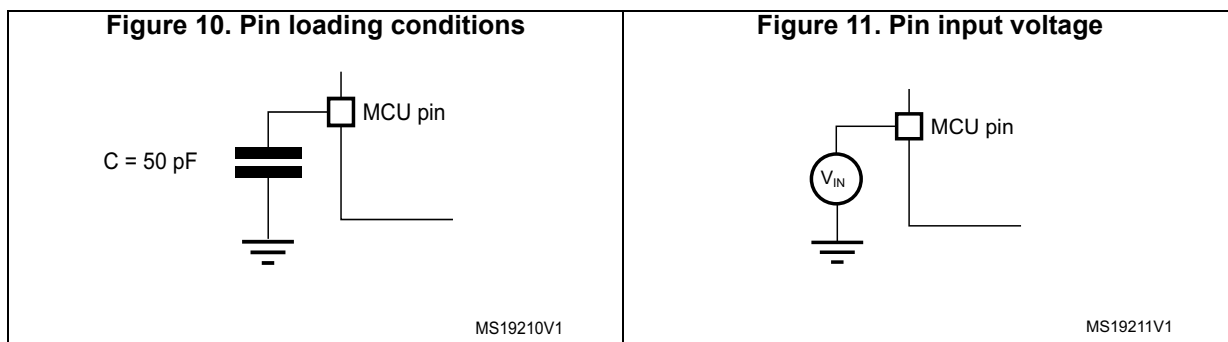 Figure 10. Pin loading conditions
MCU pin
C = 50 pF
MS19210V1
Figure 11. Pin input voltage
MCU pin
VIN
MS19211V1